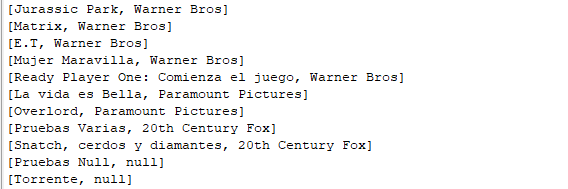 [Jurassic Park, Warner Bros]
[Matrix, Warner Bros]
[E.T, Warner Bros]
[Mujer Maravilla, Warner Bros]
[Ready Player One: Comienza el juego, Warner Bros]
[La vida es Bella, Paramount Pictures]
[Overlord, Paramount Pictures]
[Pruebas Varias, 20th Century Fox]
[Snatch, cerdos y diamantes, 20th Century Fox]
[Pruebas Null, null]
[Torrente, null]